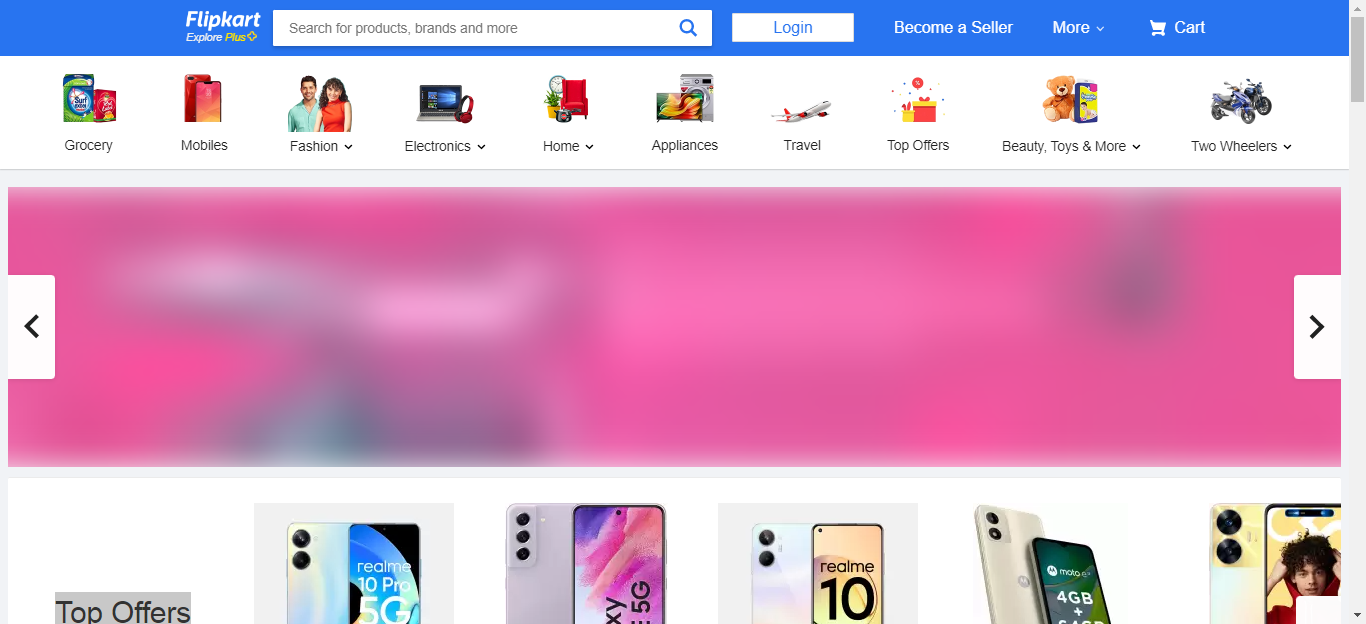 Flipkart
Explore Plus
Search for products, brands and more
Login
Become a Seller
More
Cart
Grocery
Mobiles
Fashion
Electronics
Home
Appliances
Travel
Top Offers
Beauty, Toys & More
Two Wheelers
Top Offers
realme
10 Pro
5G
5G
realme
10
moto e
4GB
+